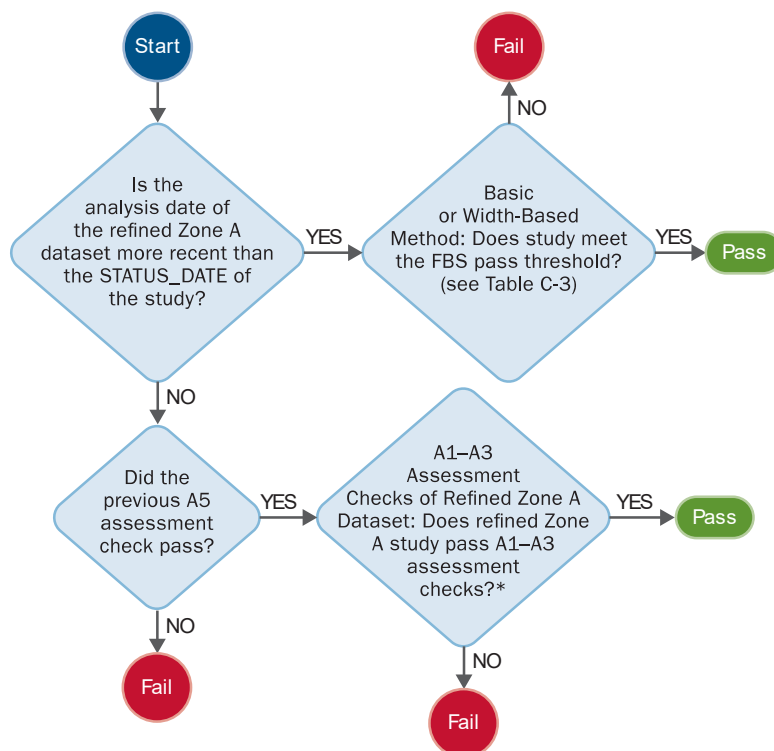 Start
Fail
NO
Is the
analysis date of
the refined Zone A
dataset more recent than
the STATUS_DATE of
the study?
YES
Basic
or Width-Based
Method: Does study meet
the FBS pass threshold?
(see Table C-3)
YES
Pass
NO
Did the
previous A5
assessment
check pass?
YES
A1–A3
Assessment
Checks of Refined Zone A
Dataset: Does refined Zone
A study pass A1–A3
assessment
checks?*
YES
Pass
NO
Fail
NO
Fail